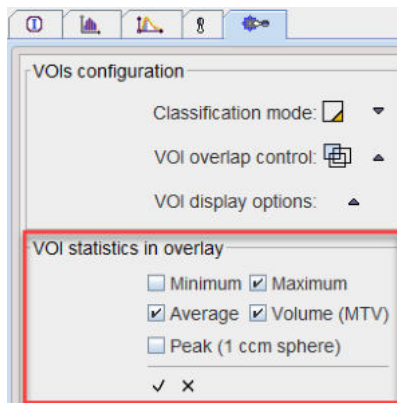 VOIs configuration
Classification mode:
VOI overlap control:
VOI display options:
VOI statistics in overlay
Minimum Maximum
Average Volume (MTV)
Peak (1 ccm sphere)